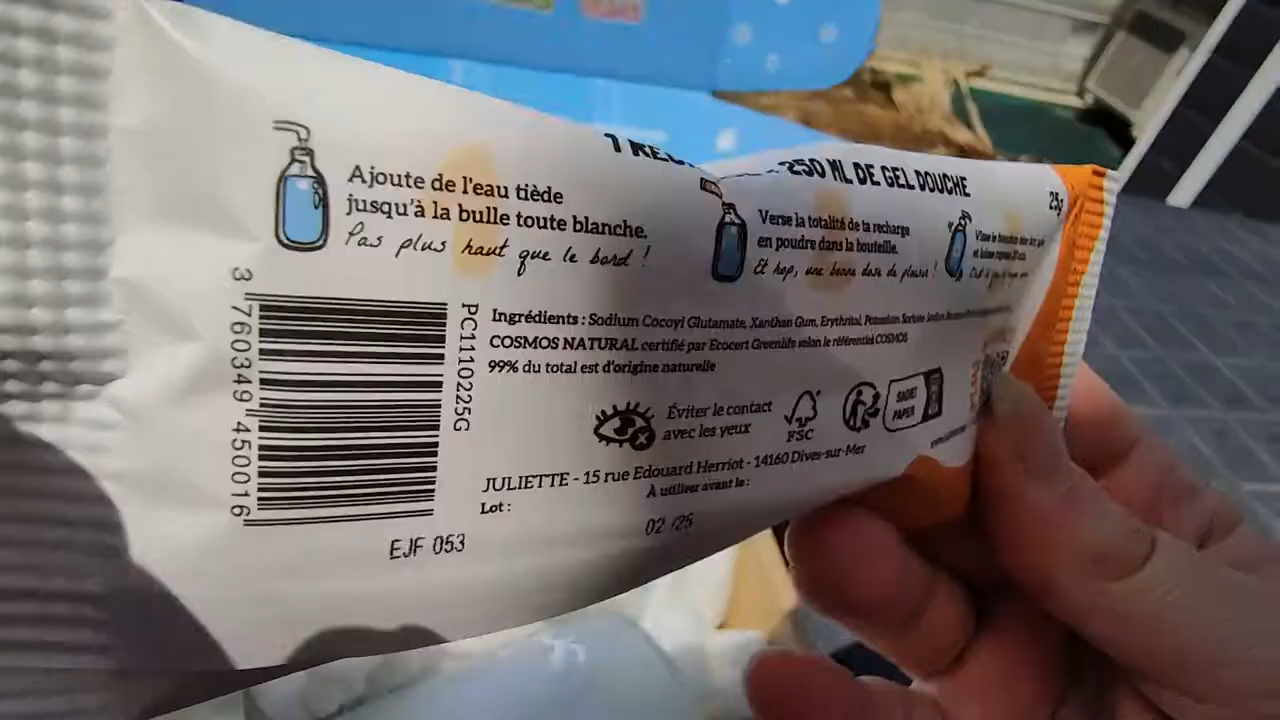 250 ML DE GEL DOUCHE
25g
Ajoute de l'eau tiède
jusqu'à la bulle toute blanche.
Pas plus haut que le bord !
Verse la totalité de ta recharge
en poudre dans la bouteille.
Et hop, une bonne dose de plaisir !
3 760349 450016
PC1110225G
Ingrédients : Sodium Cocoyl Glutamate, Xanthan Gum, Erythritol, Potassium Sorbate
COSMOS NATURAL certifié par Ecocert Greenlife selon le référentiel COSMOS
99% du total est d'origine naturelle
Éviter le contact
avec les yeux
FSC
SACHET
PAPIER
JULIETTE - 15 rue Edouard Herriot - 14160 Dives-sur-Mer
A utiliser avant le :
Lot :
02 /25
EJF 053